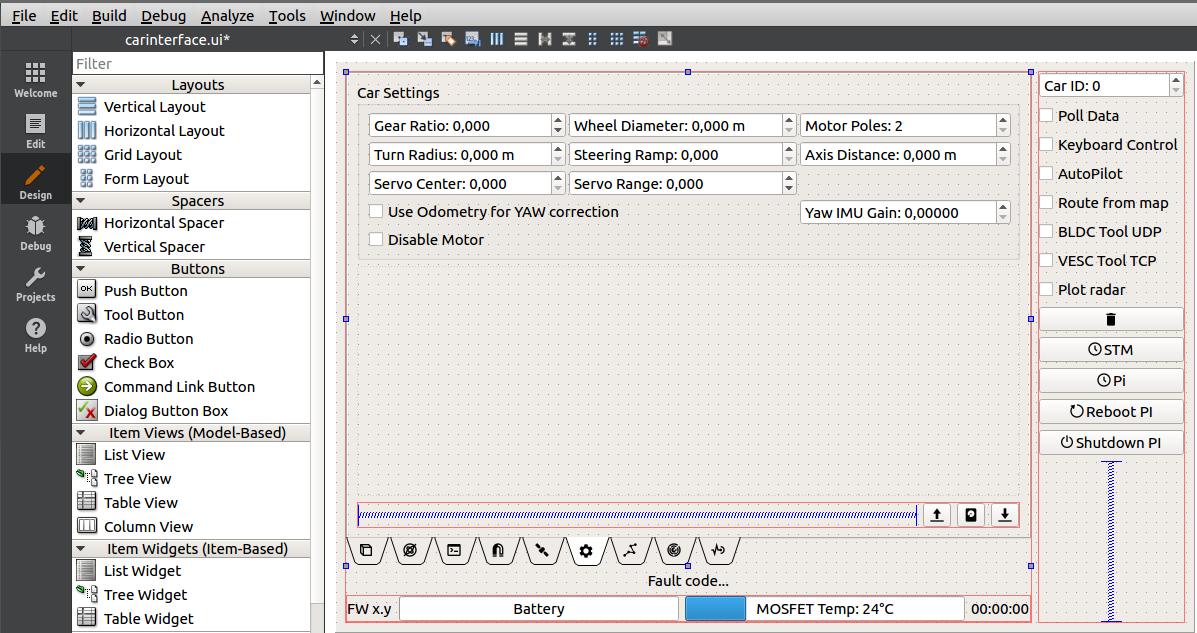 File Edit Build Debug Analyze Tools Window Help
carinterface.ui*
Filter
Welcome
Edit
Design
Debug
Projects
Help
Layouts
Vertical Layout
Horizontal Layout
Grid Layout
Form Layout
Spacers
Horizontal Spacer
Vertical Spacer
Buttons
OK Push Button
Tool Button
Radio Button
Check Box
Command Link Button
Dialog Button Box
Item Views (Model-Based)
List View
Tree View
Table View
Column View
Item Widgets (Item-Based)
List Widget
Tree Widget
Table Widget
Car Settings
Gear Ratio: 0,000 Wheel Diameter: 0,000 m Motor Poles: 2
Turn Radius: 0,000 m Steering Ramp: 0,000 Axis Distance: 0,000 m
Servo Center: 0,000 Servo Range: 0,000
Use Odometry for YAW correction Yaw IMU Gain: 0,00000
Disable Motor
Fault code...
FW x.y Battery MOSFET Temp: 24°C 00:00:00
Car ID: 0
Poll Data
Keyboard Control
AutoPilot
Route from map
BLDC Tool UDP
VESC Tool TCP
Plot radar
STM
Pi
Reboot PI
Shutdown PI